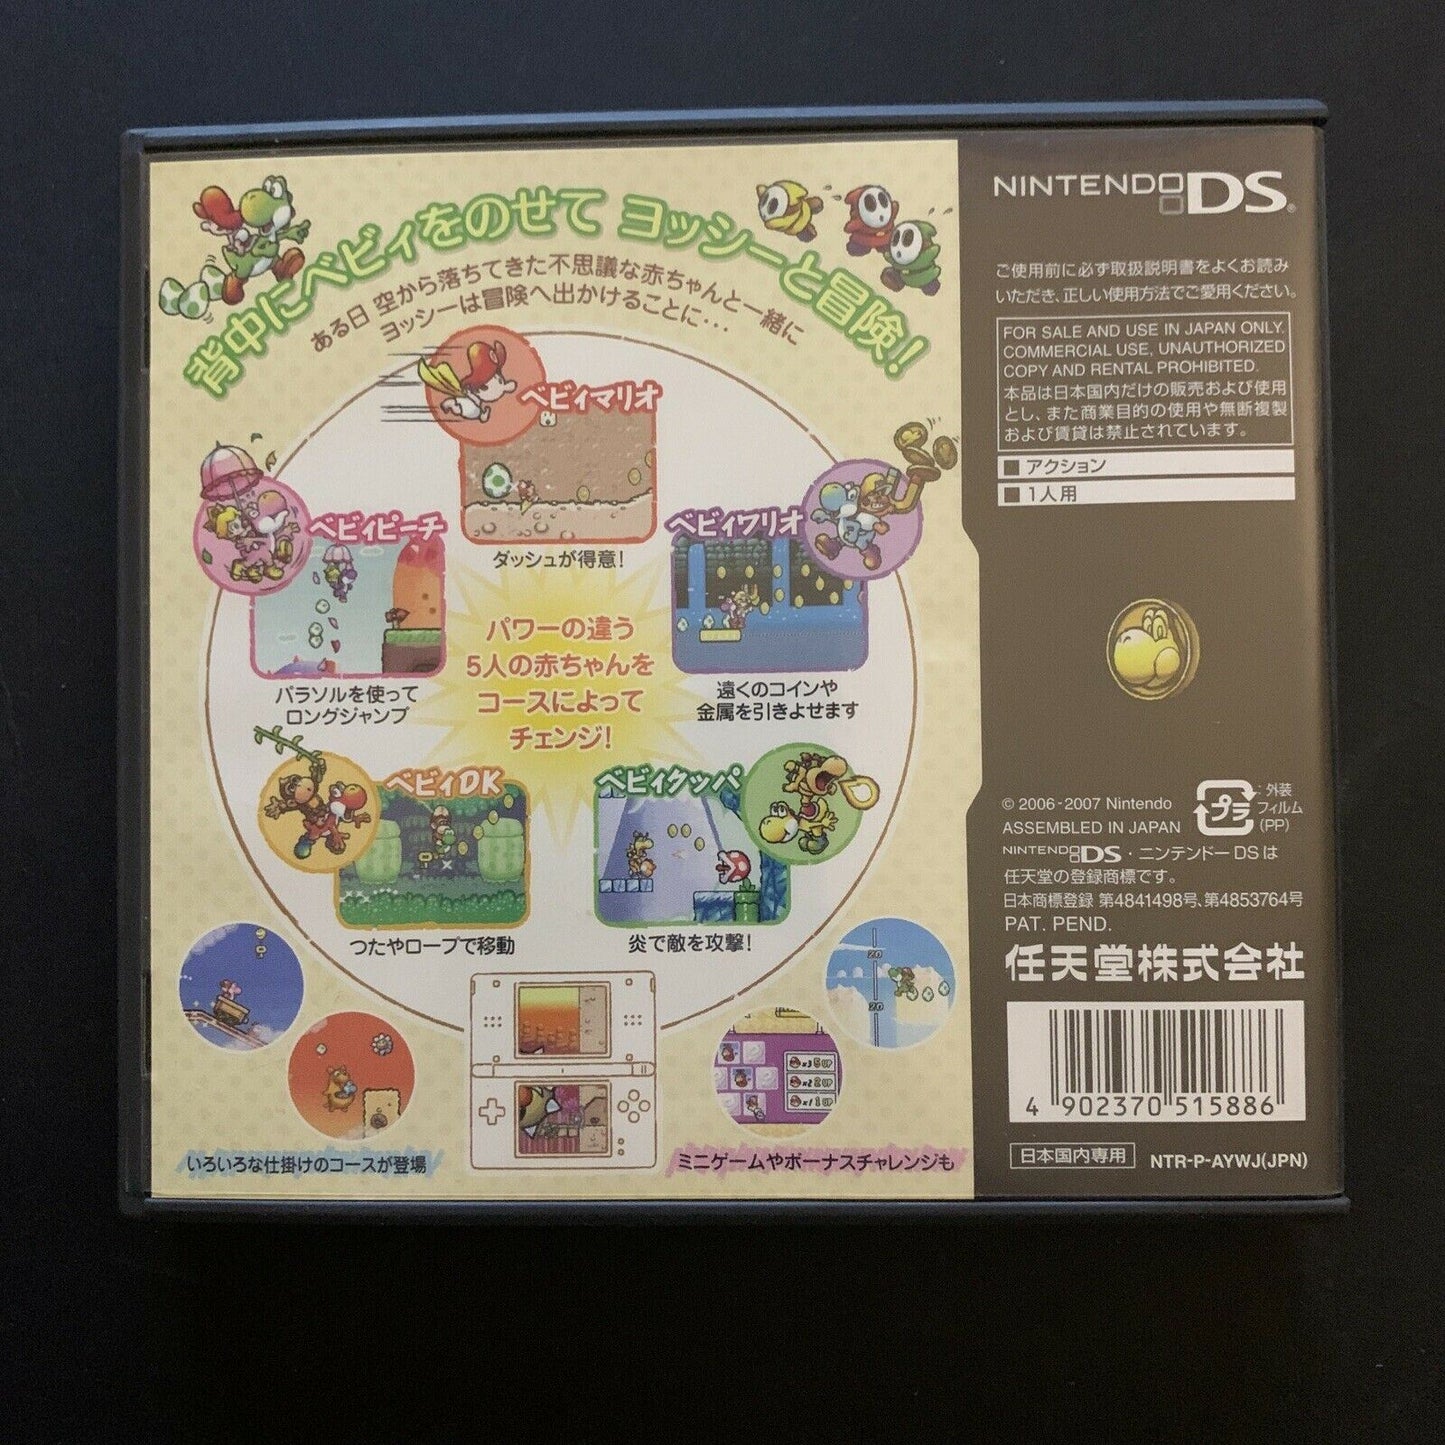 背中にベビィをのせて ヨッシーと冒険！
ある日 空から落ちてきた不思議な赤ちゃんと一緒に
ヨッシーは冒険へ出かけることに･･･
ベビィマリオ
ダッシュが得意！
ベビィピーチ
パラソルを使って
ロングジャンプ
ベビィワリオ
遠くのコインや
金属を引きよせます
パワーの違う
5人の赤ちゃんを
コースによって
チェンジ！
ベビィDK
つたやロープで移動
ベビィクッパ
炎で敵を攻撃！
いろいろな仕掛けのコースが登場
20
20
×3 5UP
×2 2UP
×1 1UP
ミニゲームやボーナスチャレンジも
NINTENDO DS®
ご使用前に必ず取扱説明書をよくお読み
いただき、正しい使用方法でご愛用ください。
FOR SALE AND USE IN JAPAN ONLY.
COMMERCIAL USE, UNAUTHORIZED
COPY AND RENTAL PROHIBITED.
本品は日本国内だけの販売および使用
とし、また商業目的の使用や無断複製
および賃貸は禁止されています。
■ アクション
■ 1人用
© 2006-2007 Nintendo
ASSEMBLED IN JAPAN
プラ
外装
フィルム
(PP)
NINTENDO DS・ニンテンドーDSは
任天堂の登録商標です。
日本商標登録 第4841498号、第4853764号
PAT. PEND.
任天堂株式会社
4 902370 515886
日本国内専用
NTR-P-AYWJ(JPN)